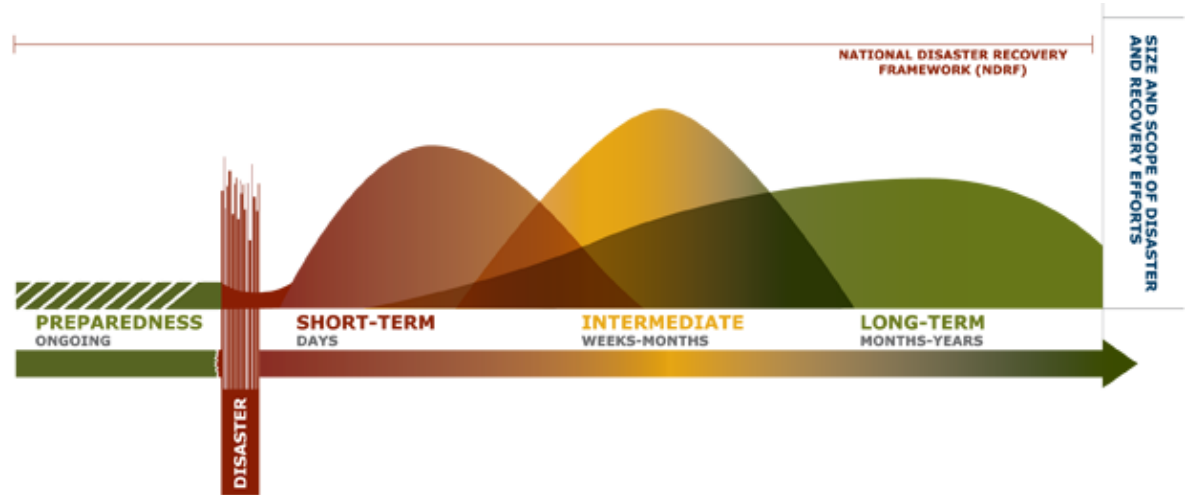 NATIONAL DISASTER RECOVERY
FRAMEWORK (NDRF)
SIZE AND SCOPE OF DISASTER
AND RECOVERY EFFORTS
PREPAREDNESS
ONGOING
SHORT-TERM
DAYS
INTERMEDIATE
WEEKS-MONTHS
LONG-TERM
MONTHS-YEARS
DISASTER